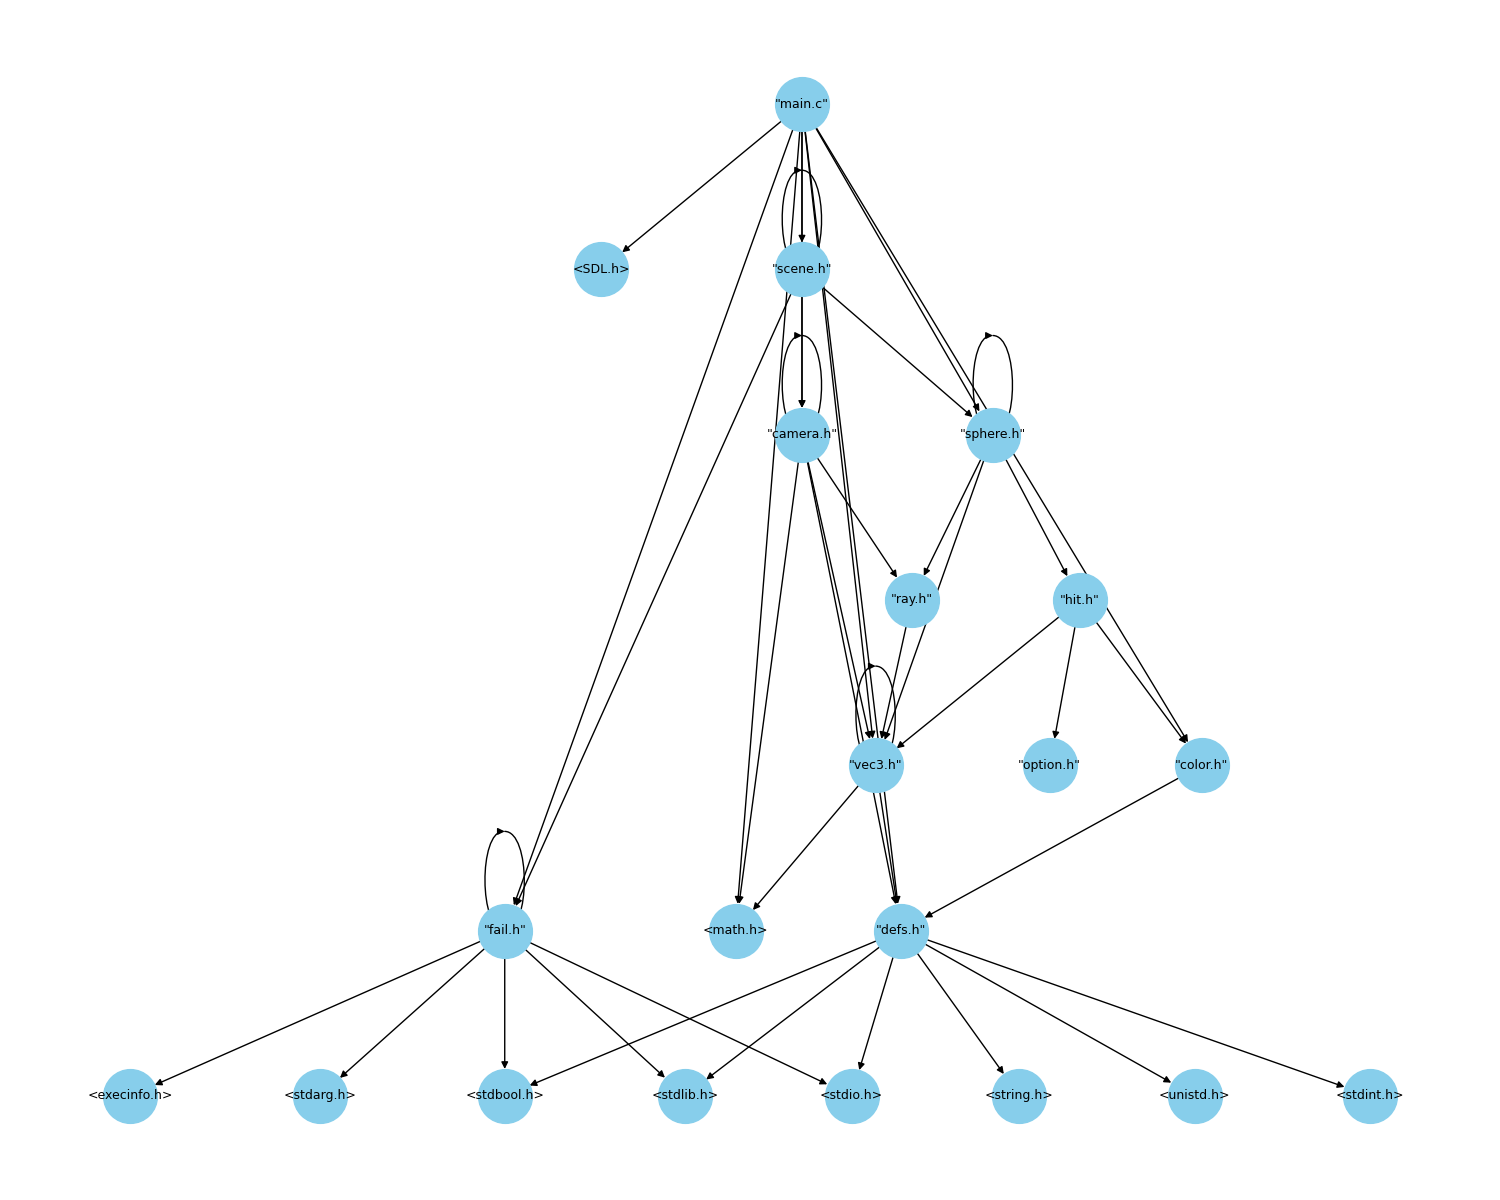 "main.c"
<SDL.h>
"scene.h"
"camera.h"
"sphere.h"
"ray.h"
"hit.h"
"vec3.h"
"option.h"
"color.h"
"fail.h"
<math.h>
"defs.h"
<execinfo.h>
<stdarg.h>
<stdbool.h>
<stdlib.h>
<stdio.h>
<string.h>
<unistd.h>
<stdint.h>